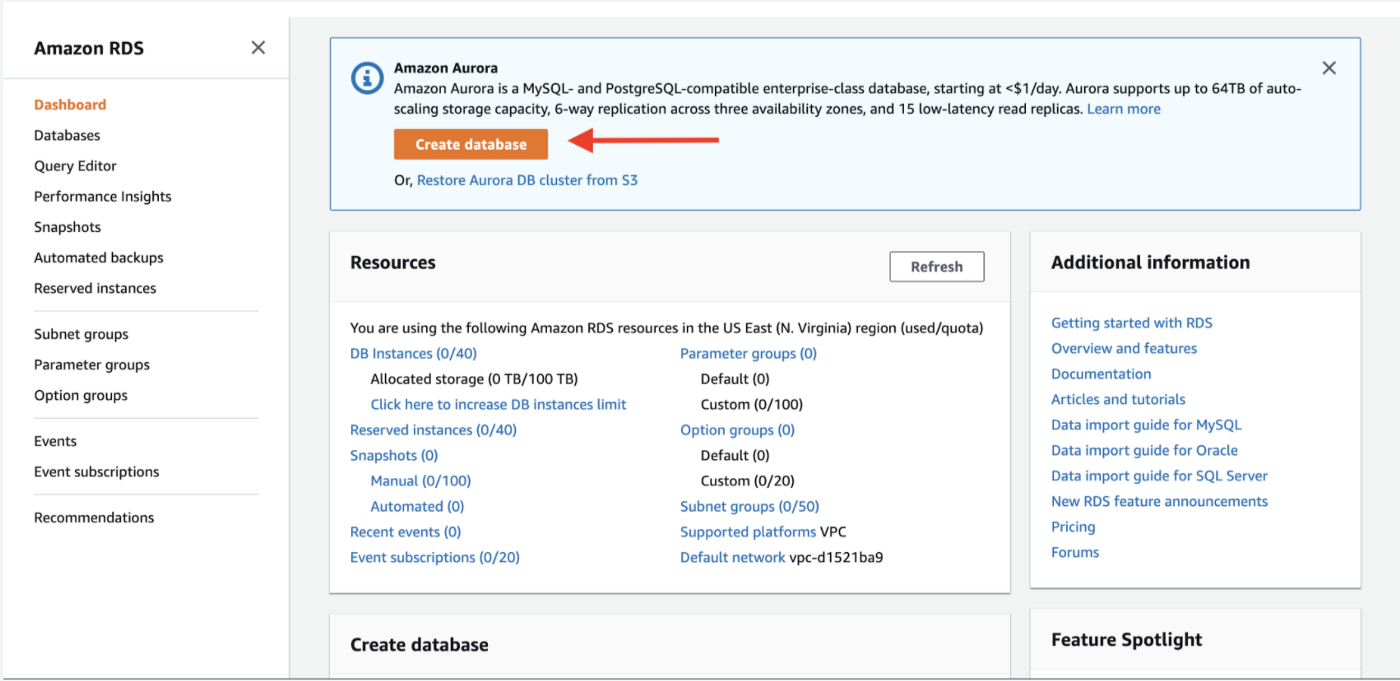 Amazon RDS
Dashboard
Databases
Query Editor
Performance Insights
Snapshots
Automated backups
Reserved instances
Subnet groups
Parameter groups
Option groups
Events
Event subscriptions
Recommendations
Amazon Aurora
Amazon Aurora is a MySQL- and PostgreSQL-compatible enterprise-class database, starting at <$1/day. Aurora supports up to 64TB of auto-
scaling storage capacity, 6-way replication across three availability zones, and 15 low-latency read replicas. Learn more
Create database
Or, Restore Aurora DB cluster from S3
Resources
Refresh
You are using the following Amazon RDS resources in the US East (N. Virginia) region (used/quota)
DB Instances (0/40)
Allocated storage (0 TB/100 TB)
Click here to increase DB instances limit
Reserved instances (0/40)
Snapshots (0)
Manual (0/100)
Automated (0)
Recent events (0)
Event subscriptions (0/20)
Parameter groups (0)
Default (0)
Custom (0/100)
Option groups (0)
Default (0)
Custom (0/20)
Subnet groups (0/50)
Supported platforms VPC
Default network vpc-d1521ba9
Additional information
Getting started with RDS
Overview and features
Documentation
Articles and tutorials
Data import guide for MySQL
Data import guide for Oracle
Data import guide for SQL Server
New RDS feature announcements
Pricing
Forums
Create database
Feature Spotlight